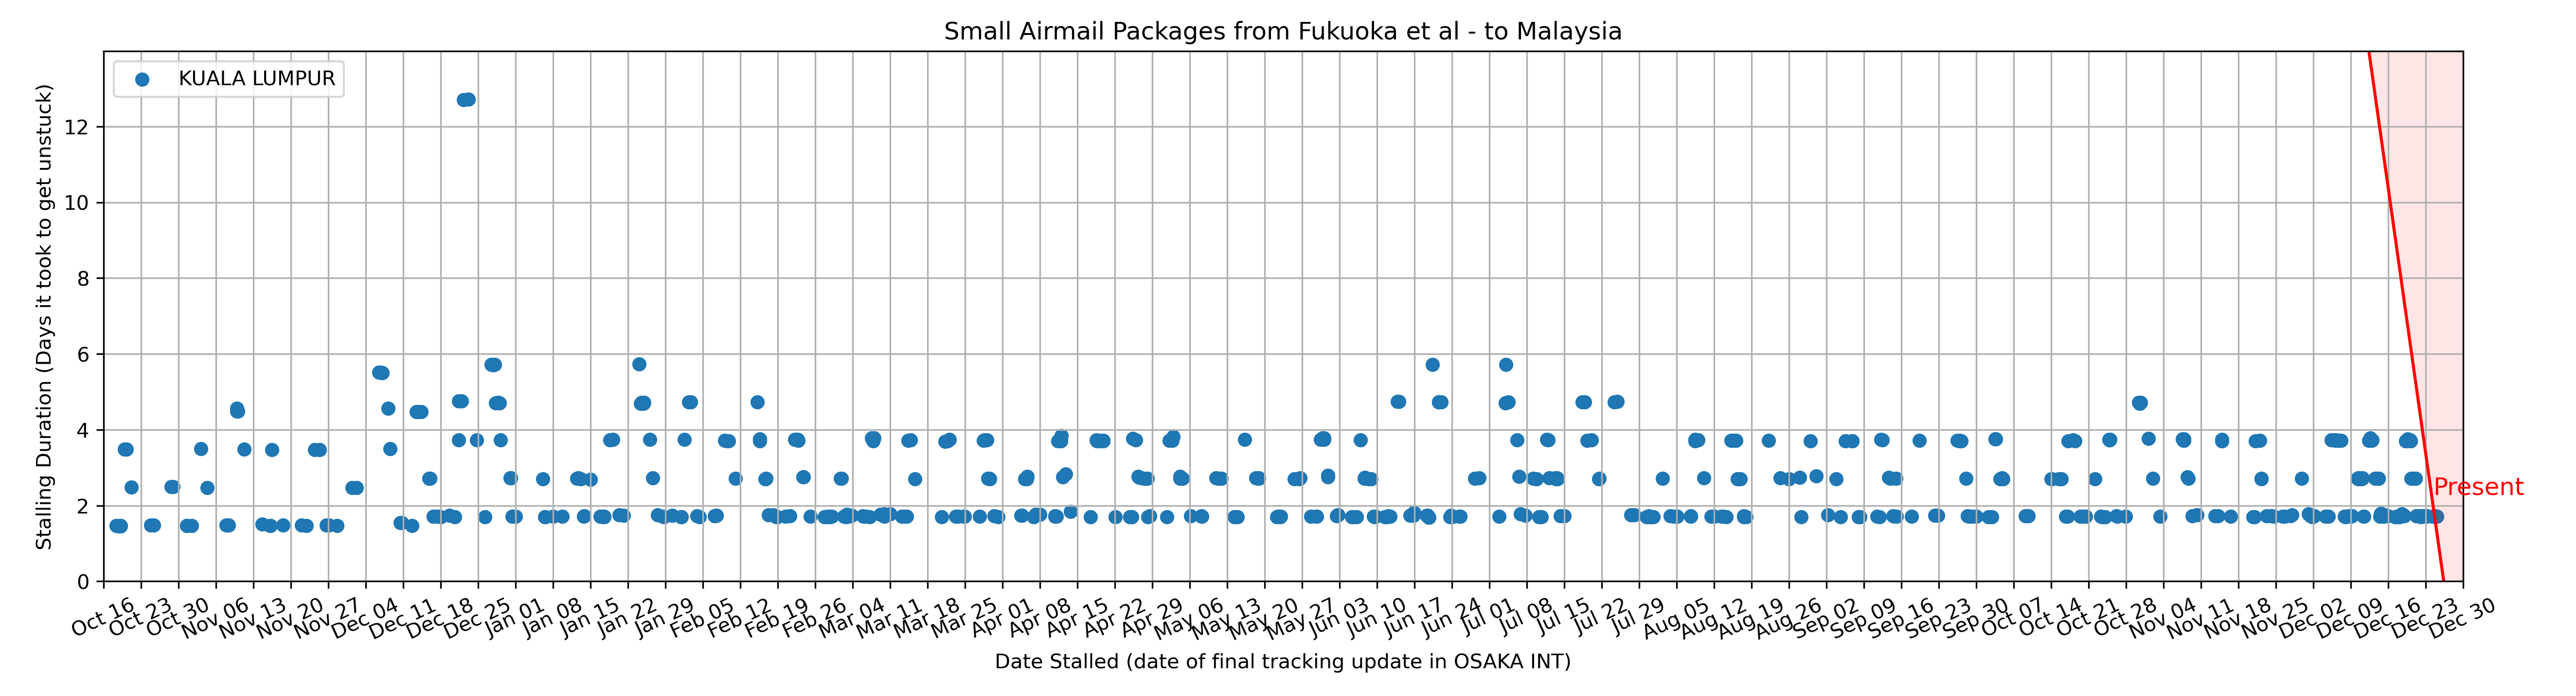 Small Airmail Packages from Fukuoka et al - to Malaysia
KUALA LUMPUR
Stalling Duration (Days it took to get unstuck)
12
10
8
6
4
2
0
Present
Oct 16 Oct 23 Oct 30 Nov 06 Nov 13 Nov 20 Nov 27 Dec 04 Dec 11 Dec 18 Dec 25 Jan 01 Jan 08 Jan 15 Jan 22 Jan 29 Feb 05 Feb 12 Feb 19 Feb 26 Mar 04 Mar 11 Mar 18 Mar 25 Apr 01 Apr 08 Apr 15 Apr 22 Apr 29 May 06 May 13 May 20 May 27 Jun 03 Jun 10 Jun 17 Jun 24 Jul 01 Jul 08 Jul 15 Jul 22 Jul 29 Aug 05 Aug 12 Aug 19 Aug 26 Sep 02 Sep 09 Sep 16 Sep 23 Sep 30 Oct 07 Oct 14 Oct 21 Oct 28 Nov 04 Nov 11 Nov 18 Nov 25 Dec 02 Dec 09 Dec 16 Dec 23 Dec 30
Date Stalled (date of final tracking update in OSAKA INT)